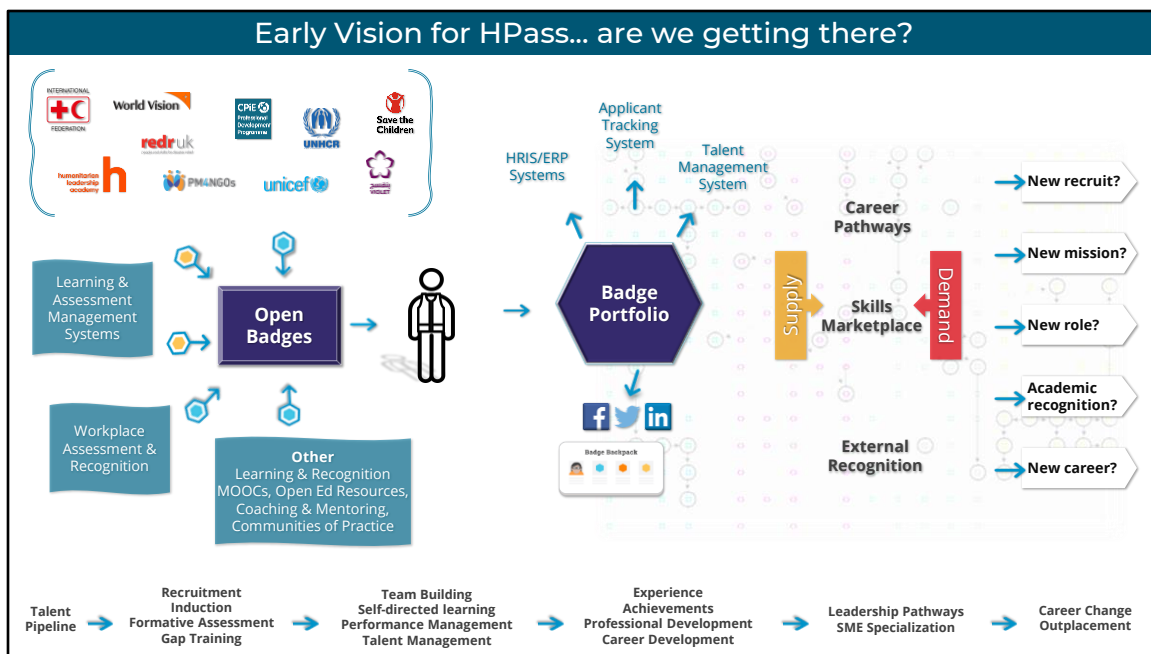 Early Vision for HPass... are we getting there?
INTERNATIONAL
FEDERATION
World Vision
CPiE
Professional
Development
Programme
UNHCR
Save the
Children
redr uk
humanitarian
leadership
academy
h
PM4NGOs
unicef
VIOLET
بنفسج
HRIS/ERP
Systems
Applicant
Tracking
System
Talent
Management
System
Learning &
Assessment
Management
Systems
Open
Badges
Workplace
Assessment &
Recognition
Other
Learning & Recognition
MOOCs, Open Ed Resources,
Coaching & Mentoring,
Communities of Practice
Badge
Portfolio
f
in
Badge Backpack
Career
Pathways
Supply
Skills
Marketplace
Demand
External
Recognition
New recruit?
New mission?
New role?
Academic
recognition?
New career?
Talent
Pipeline
Recruitment
Induction
Formative Assessment
Gap Training
Team Building
Self-directed learning
Performance Management
Talent Management
Experience
Achievements
Professional Development
Career Development
Leadership Pathways
SME Specialization
Career Change
Outplacement